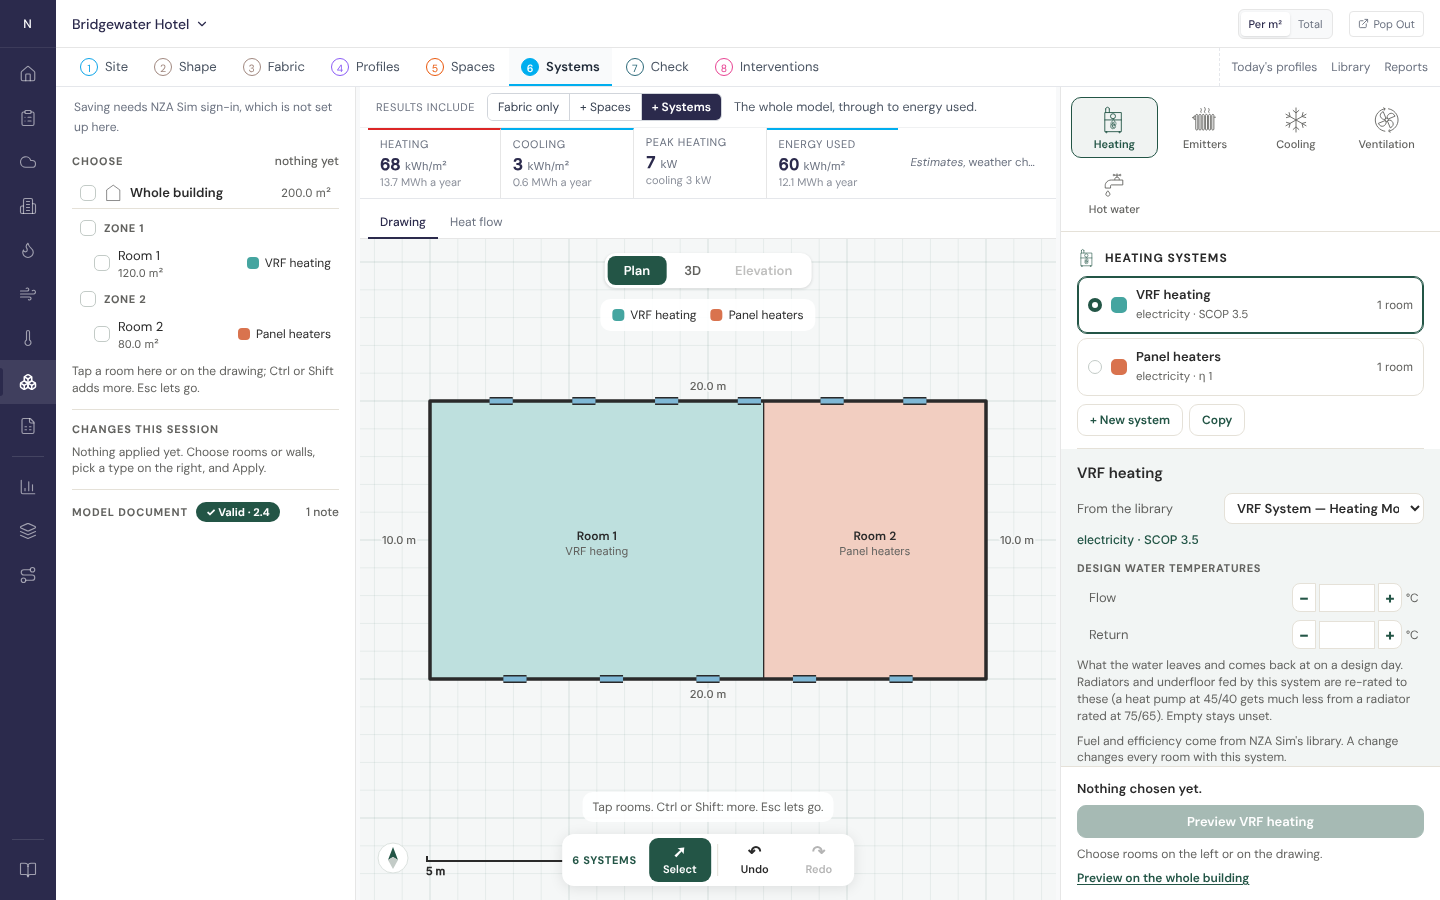 N
Bridgewater Hotel
Per m²
Total
Pop Out
1 Site
2 Shape
3 Fabric
4 Profiles
5 Spaces
6 Systems
7 Check
8 Interventions
Today's profiles
Library
Reports
Saving needs NZA Sim sign-in, which is not set
up here.
CHOOSE
nothing yet
Whole building
200.0 m²
ZONE 1
Room 1
120.0 m²
VRF heating
ZONE 2
Room 2
80.0 m²
Panel heaters
Tap a room here or on the drawing; Ctrl or Shift
adds more. Esc lets go.
CHANGES THIS SESSION
Nothing applied yet. Choose rooms or walls,
pick a type on the right, and Apply.
MODEL DOCUMENT
✓ Valid · 2.4
1 note
RESULTS INCLUDE
Fabric only
+ Spaces
+ Systems
The whole model, through to energy used.
HEATING
68 kWh/m²
13.7 MWh a year
COOLING
3 kWh/m²
0.6 MWh a year
PEAK HEATING
7 kW
cooling 3 kW
ENERGY USED
60 kWh/m²
12.1 MWh a year
Estimates, weather ch…
Drawing
Heat flow
Plan
3D
Elevation
VRF heating
Panel heaters
20.0 m
10.0 m
Room 1
VRF heating
Room 2
Panel heaters
10.0 m
20.0 m
Tap rooms. Ctrl or Shift: more. Esc lets go.
5 m
6 SYSTEMS
Select
Undo
Redo
Heating
Emitters
Cooling
Ventilation
Hot water
HEATING SYSTEMS
VRF heating
electricity · SCOP 3.5
1 room
Panel heaters
electricity · η 1
1 room
+ New system
Copy
VRF heating
From the library
VRF System — Heating Mo
electricity · SCOP 3.5
DESIGN WATER TEMPERATURES
Flow
− + °C
Return
− + °C
What the water leaves and comes back at on a design day.
Radiators and underfloor fed by this system are re-rated to
these (a heat pump at 45/40 gets much less from a radiator
rated at 75/65). Empty stays unset.
Fuel and efficiency come from NZA Sim's library. A change
changes every room with this system.
Nothing chosen yet.
Preview VRF heating
Choose rooms on the left or on the drawing.
Preview on the whole building